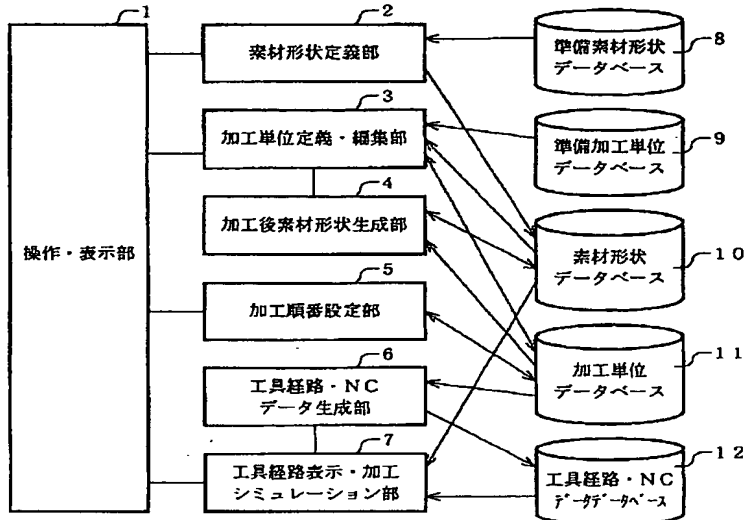 1
操作・表示部
2
素材形状定義部
3
加工単位定義・編集部
4
加工後素材形状生成部
5
加工順番設定部
6
工具経路・NC
データ生成部
7
工具経路表示・加工
シミュレーション部
8
準備素材形状
データベース
9
準備加工単位
データベース
10
素材形状
データベース
11
加工単位
データベース
12
工具経路・NC
データデータベース